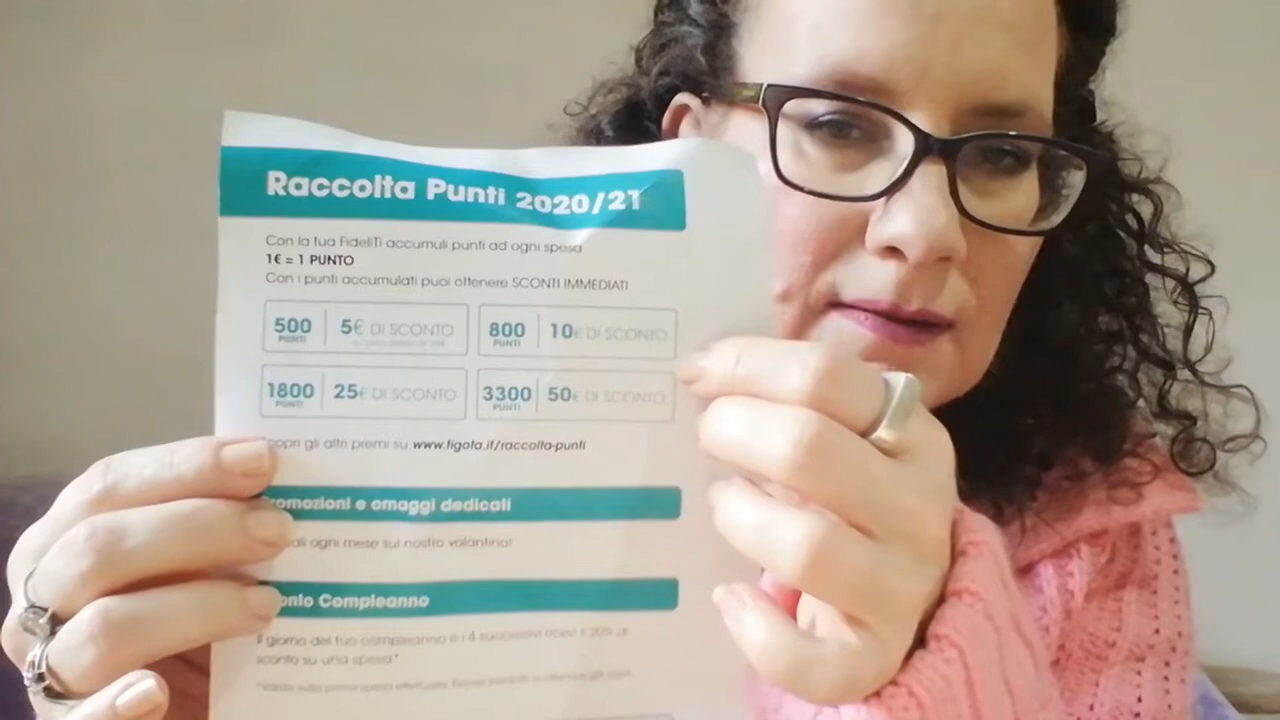 Raccolta Punti 2020/21
Con la tua FideliTì accumuli punti ad ogni spesa
1€ = 1 PUNTO
Con i punti accumulati puoi ottenere SCONTI IMMEDIATI
500 PUNTI 5€ DI SCONTO
800 PUNTI 10€ DI SCONTO
1800 PUNTI 25€ DI SCONTO
3300 PUNTI 50€ DI SCONTO
opri gli altri premi su www.tigota.it/raccolta-punti
romozioni e omaggi dedicati
ali ogni mese sul nostro volantino!
onto Compleanno
Il giorno del tuo compleanno e i 4 successivi ricevi il 20% di
sconto su una spesa*